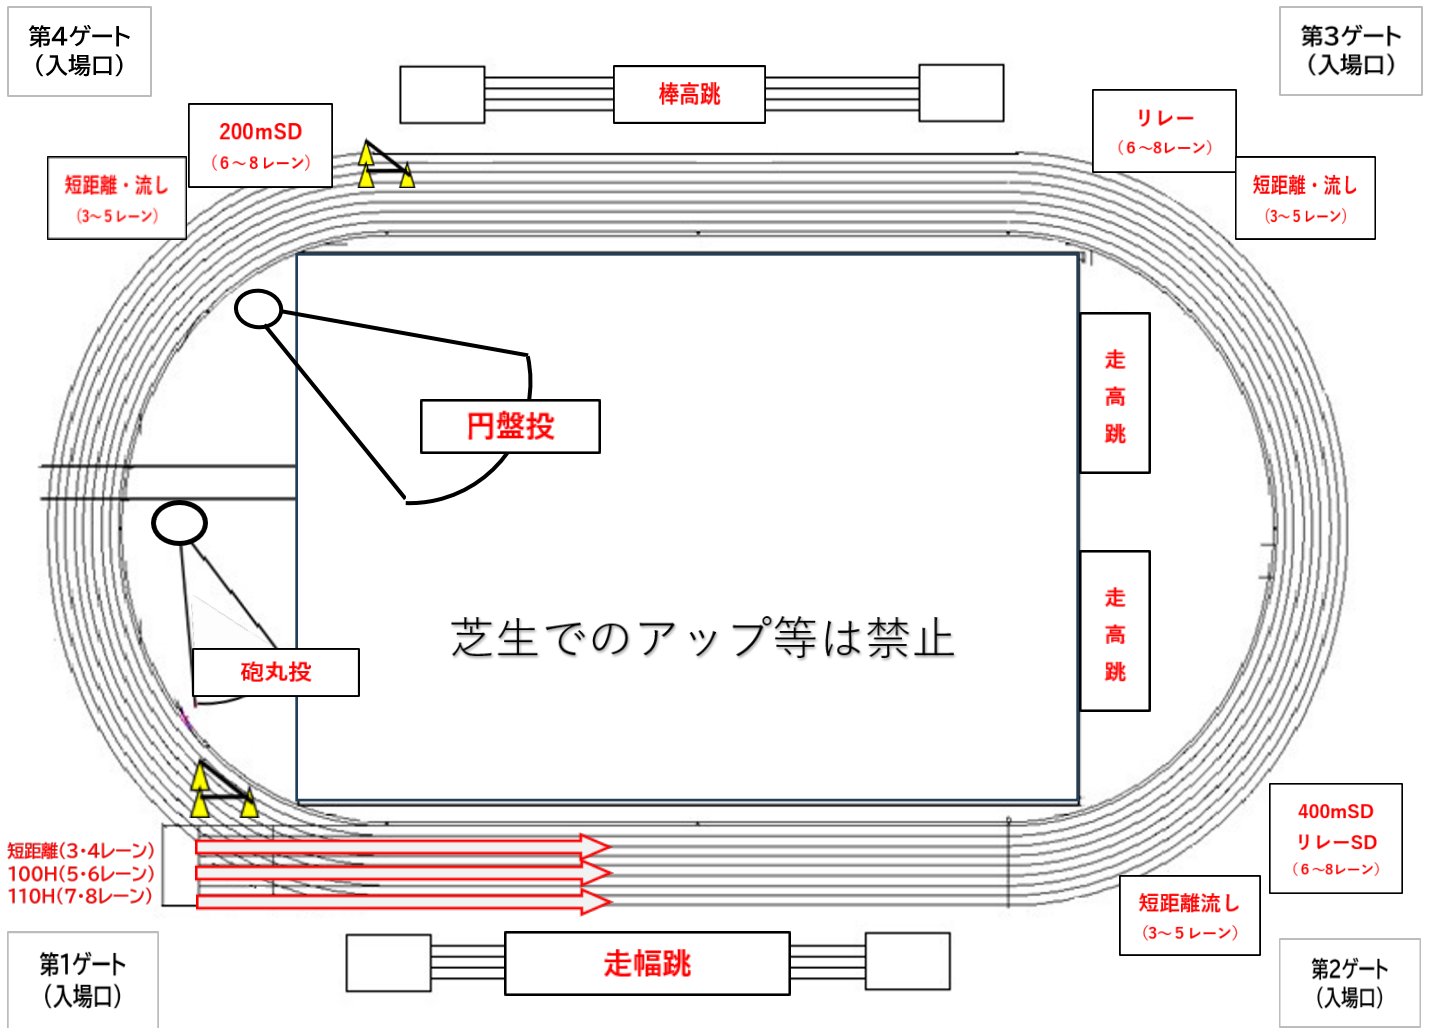 第4ゲート
（入場口）
第3ゲート
（入場口）
棒高跳
200mSD
（6～8レーン）
リレー
（6～8レーン）
短距離・流し
（3～5レーン）
短距離・流し
（3～5レーン）
円盤投
走高跳
走高跳
芝生でのアップ等は禁止
砲丸投
短距離(3・4レーン)
100H(5・6レーン)
110H(7・8レーン)
400mSD
リレーSD
（6～8レーン）
短距離流し
（3～5レーン）
走幅跳
第1ゲート
（入場口）
第2ゲート
（入場口）